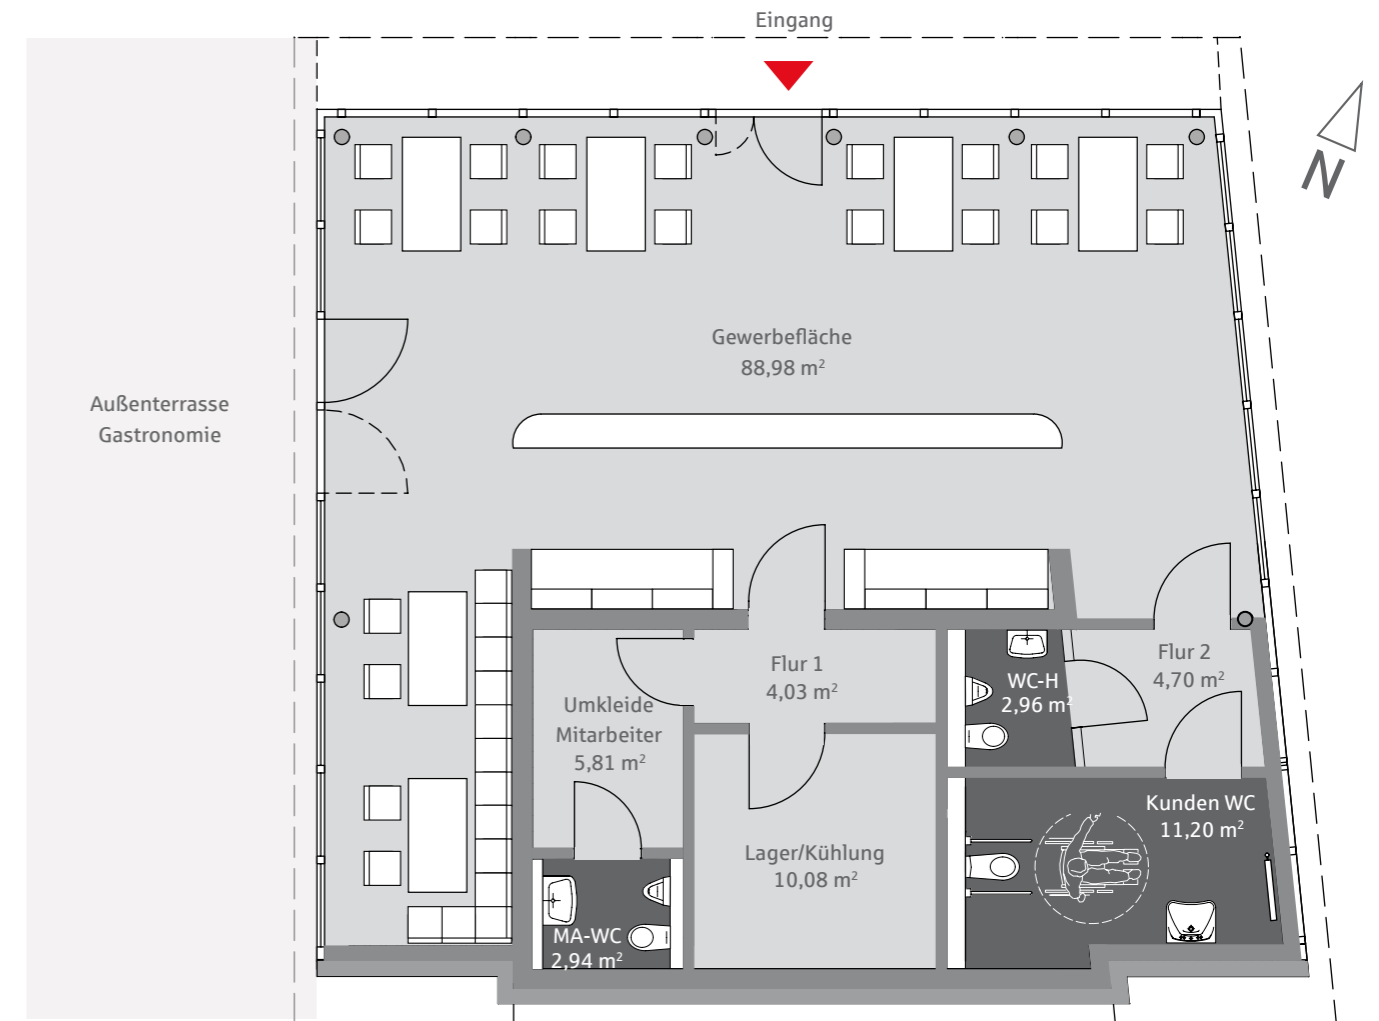 Eingang
N
Gewerbefläche
88,98 m²
Außenterrasse
Gastronomie
Flur 1
4,03 m²
Flur 2
4,70 m²
WC-H
2,96 m²
Umkleide
Mitarbeiter
5,81 m²
Kunden WC
11,20 m²
Lager/Kühlung
10,08 m²
MA-WC
2,94 m²